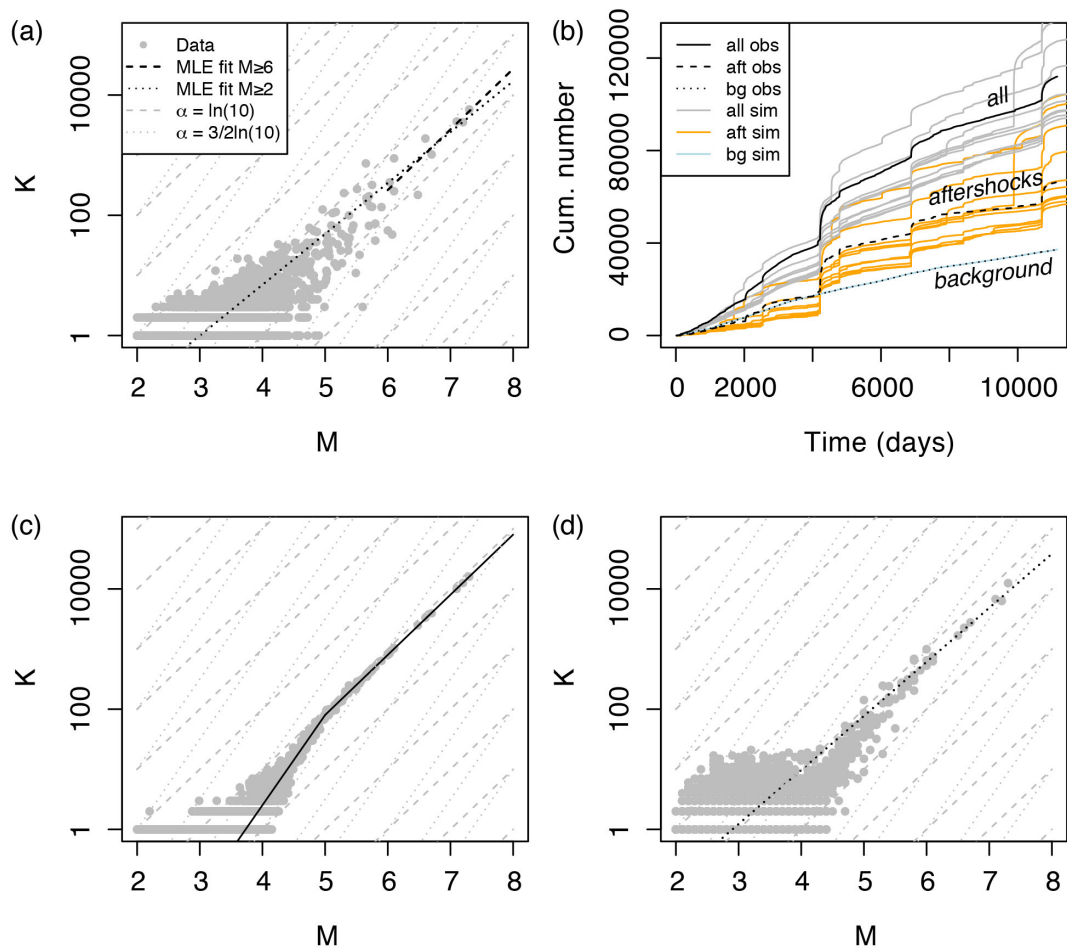 (a)
Data
MLE fit M≥6
MLE fit M≥2
α = ln(10)
α = 3/2ln(10)
K
1
100
10000
2 3 4 5 6 7 8
M
(b)
all obs
aft obs
bg obs
all sim
aft sim
bg sim
all
aftershocks
background
Cum. number
0
40000
80000
120000
0 2000 6000 10000
Time (days)
(c)
K
1
100
10000
2 3 4 5 6 7 8
M
(d)
K
1
100
10000
2 3 4 5 6 7 8
M